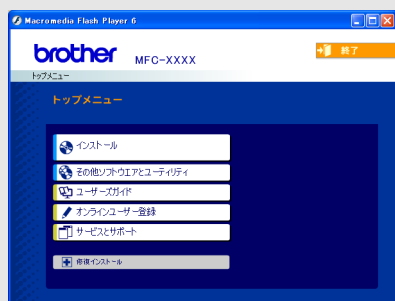 Macromedia Flash Player 6
brother MFC-XXXX
終了
トップメニュー
トップメニュー
インストール
その他ソフトウエアとユーティリティ
ユーザーズガイド
オンラインユーザー登録
サービスとサポート
修復インストール